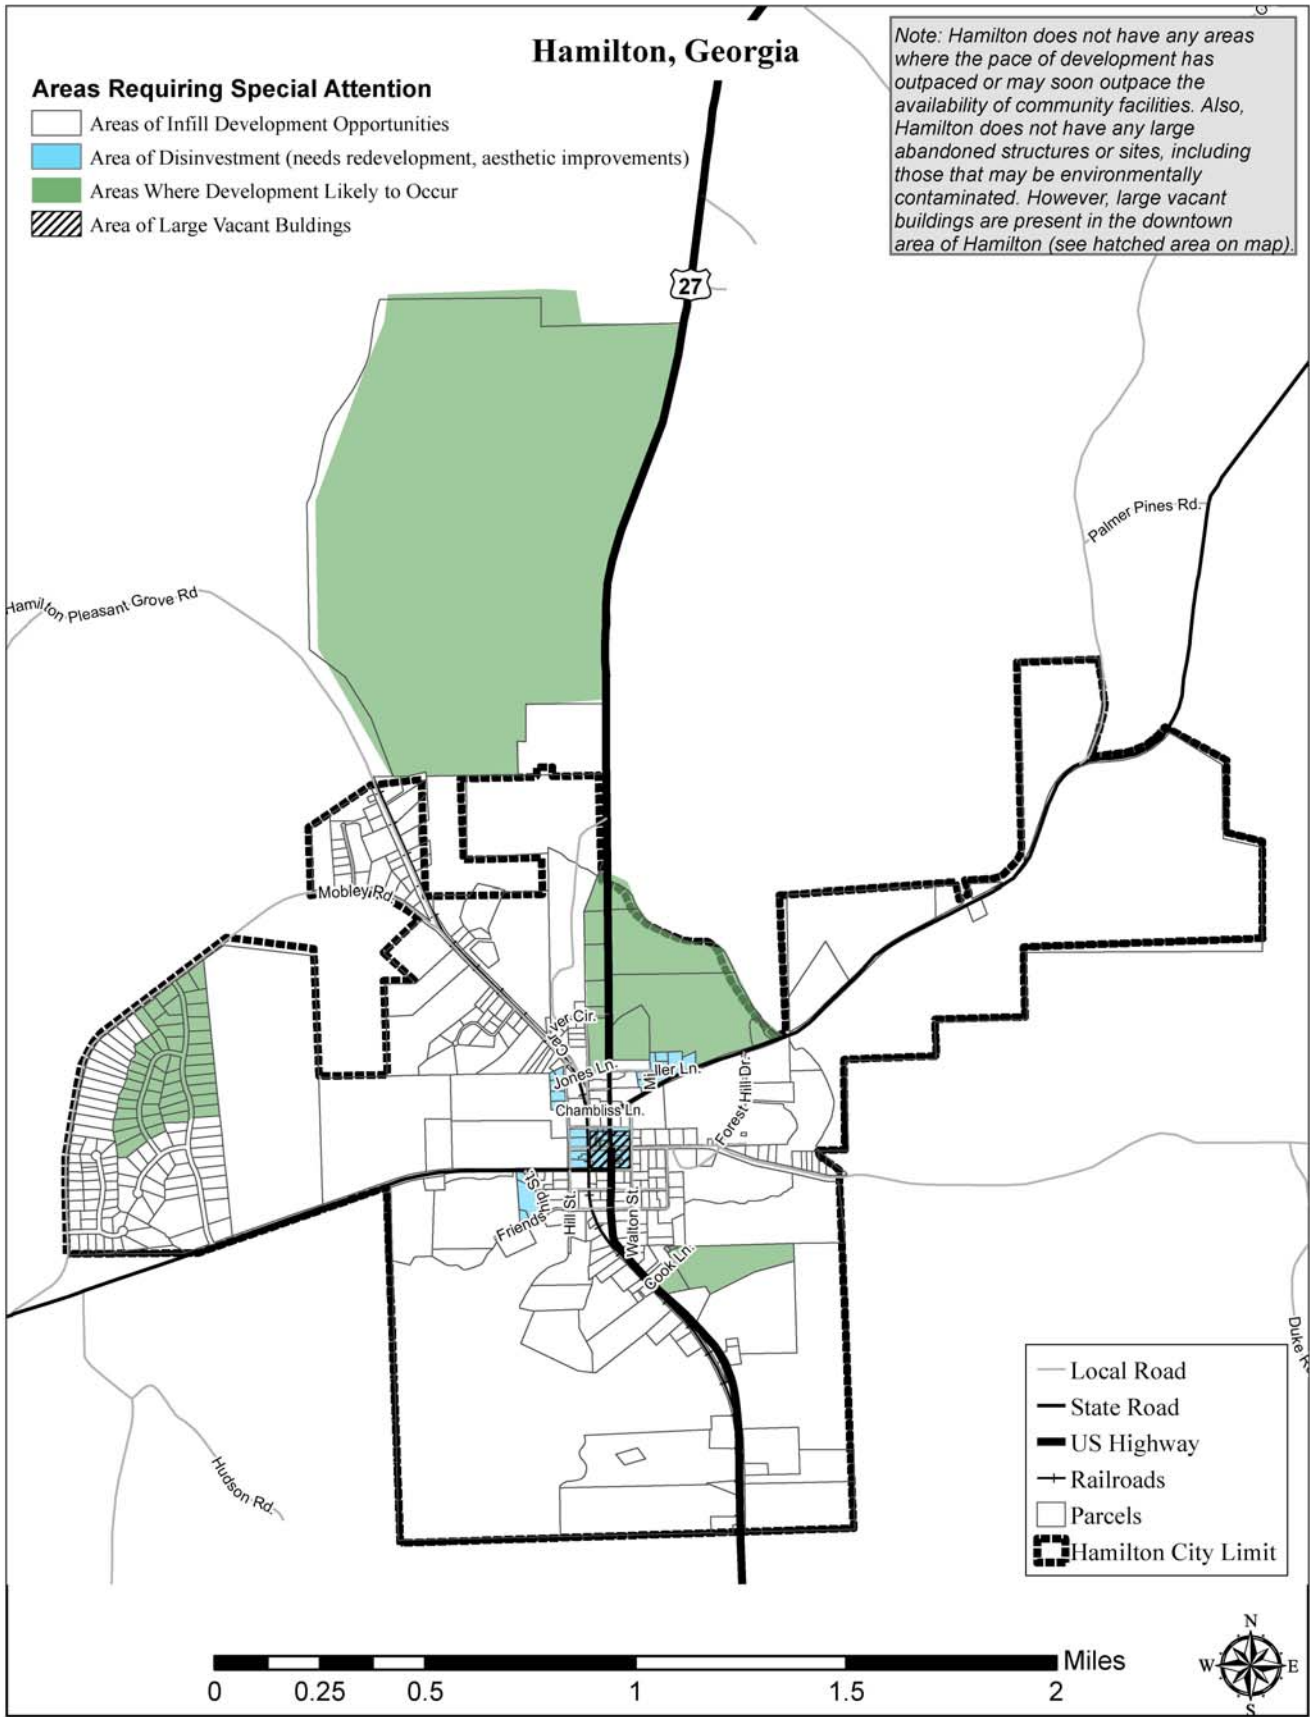 Hamilton, Georgia
Note: Hamilton does not have any areas
where the pace of development has
outpaced or may soon outpace the
availability of community facilities. Also,
Hamilton does not have any large
abandoned structures or sites, including
those that may be environmentally
contaminated. However, large vacant
buildings are present in the downtown
area of Hamilton (see hatched area on map).
Areas Requiring Special Attention
Areas of Infill Development Opportunities
Area of Disinvestment (needs redevelopment, aesthetic improvements)
Areas Where Development Likely to Occur
Area of Large Vacant Buldings
27
Palmer Pines Rd.
Hamilton Pleasant Grove Rd
Mobley Rd.
Carver Cir.
Jones Ln.
Miller Ln.
Chambliss Ln.
Forest Hill Dr.
Friendship St.
Hill St.
Walton St.
Cook Ln.
Hudson Rd.
Duke R
Local Road
State Road
US Highway
Railroads
Parcels
Hamilton City Limit
Miles
0 0.25 0.5 1 1.5 2
N
W E
S